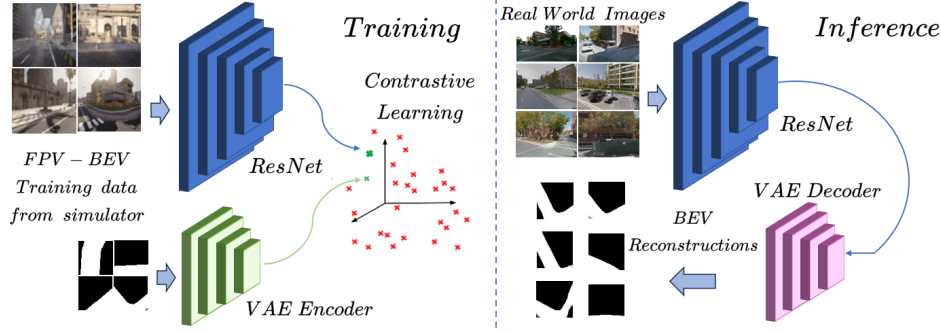 Training
Contrastive
Learning
FPV - BEV
Training data
from simulator
ResNet
VAE Encoder
Real World Images
Inference
ResNet
VAE Decoder
BEV
Reconstructions